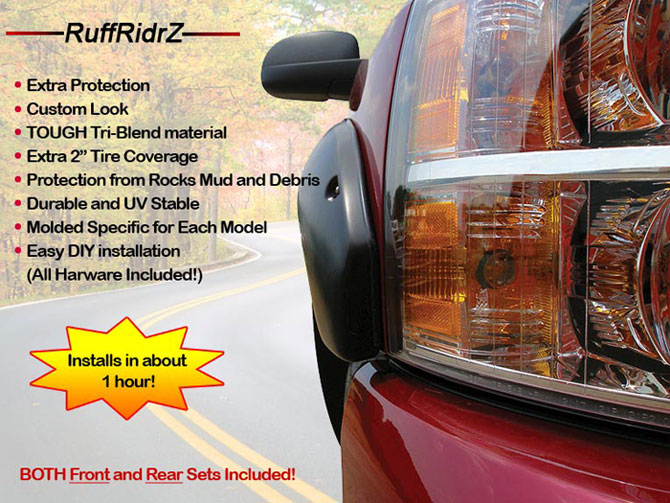 RuffRidrZ
• Extra Protection
• Custom Look
• TOUGH Tri-Blend material
• Extra 2” Tire Coverage
• Protection from Rocks Mud and Debris
• Durable and UV Stable
• Molded Specific for Each Model
• Easy DIY installation
(All Harware Included!)
Installs in about
1 hour!
BOTH Front and Rear Sets Included!